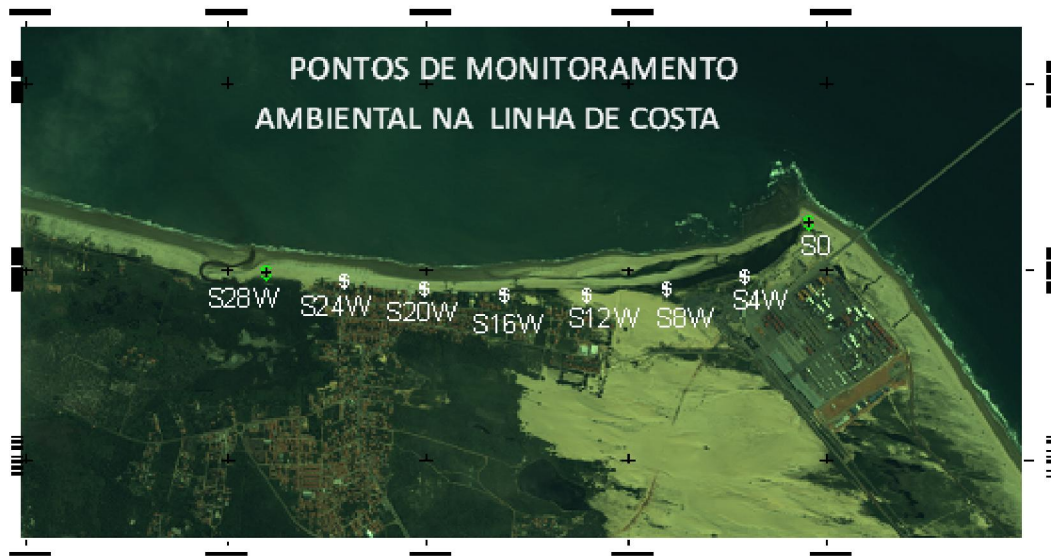 PONTOS DE MONITORAMENTO
AMBIENTAL NA LINHA DE COSTA
S0
S28W
S24W
S20W
S16W
S12W
S8W
S4W